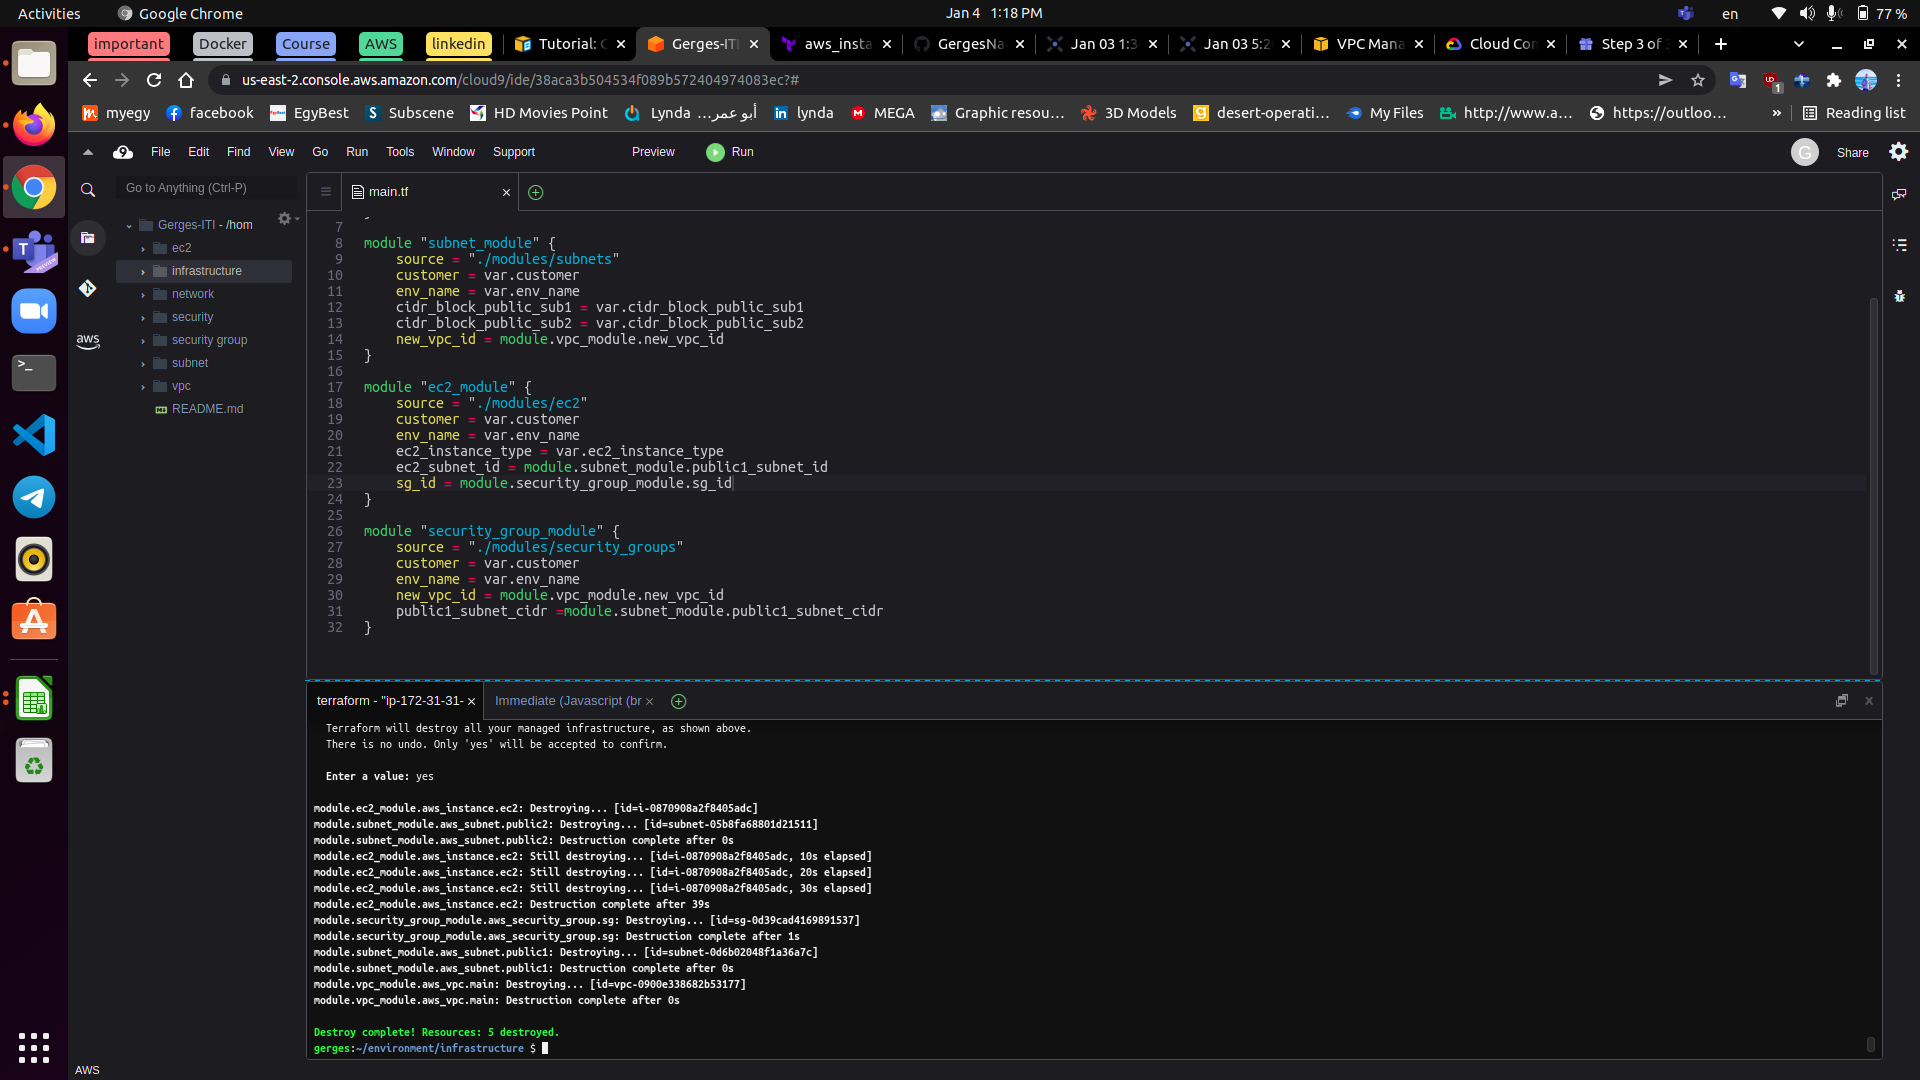 Activities
Google Chrome
Jan 4 1:18 PM
en
77 %
important
Docker
Course
AWS
linkedin
Tutorial: C
Gerges-ITI
aws_insta
GergesNa
Jan 03 1:3
Jan 03 5:2
VPC Mana
Cloud Con
Step 3 of 3
us-east-2.console.aws.amazon.com/cloud9/ide/38aca3b504534f089b572404974083ec?#
1
myegy
facebook
EgyBest
Subscene
HD Movies Point
Lynda ...أبو عمر
lynda
MEGA
Graphic resou...
3D Models
desert-operati...
My Files
http://www.a...
https://outloo...
»
Reading list
9
File
Edit
Find
View
Go
Run
Tools
Window
Support
Preview
Run
G
Share
Go to Anything (Ctrl-P)
main.tf
Gerges-ITI - /hom
ec2
infrastructure
network
security
security group
subnet
vpc
README.md
aws
7
8 module "subnet_module" {
9 source = "./modules/subnets"
10 customer = var.customer
11 env_name = var.env_name
12 cidr_block_public_sub1 = var.cidr_block_public_sub1
13 cidr_block_public_sub2 = var.cidr_block_public_sub2
14 new_vpc_id = module.vpc_module.new_vpc_id
15 }
16
17 module "ec2_module" {
18 source = "./modules/ec2"
19 customer = var.customer
20 env_name = var.env_name
21 ec2_instance_type = var.ec2_instance_type
22 ec2_subnet_id = module.subnet_module.public1_subnet_id
23 sg_id = module.security_group_module.sg_id
24 }
25
26 module "security_group_module" {
27 source = "./modules/security_groups"
28 customer = var.customer
29 env_name = var.env_name
30 new_vpc_id = module.vpc_module.new_vpc_id
31 public1_subnet_cidr =module.subnet_module.public1_subnet_cidr
32 }
terraform - "ip-172-31-31-
Immediate (Javascript (br
Terraform will destroy all your managed infrastructure, as shown above.
There is no undo. Only 'yes' will be accepted to confirm.
Enter a value: yes
module.ec2_module.aws_instance.ec2: Destroying... [id=i-0870908a2f8405adc]
module.subnet_module.aws_subnet.public2: Destroying... [id=subnet-05b8fa68801d21511]
module.subnet_module.aws_subnet.public2: Destruction complete after 0s
module.ec2_module.aws_instance.ec2: Still destroying... [id=i-0870908a2f8405adc, 10s elapsed]
module.ec2_module.aws_instance.ec2: Still destroying... [id=i-0870908a2f8405adc, 20s elapsed]
module.ec2_module.aws_instance.ec2: Still destroying... [id=i-0870908a2f8405adc, 30s elapsed]
module.ec2_module.aws_instance.ec2: Destruction complete after 39s
module.security_group_module.aws_security_group.sg: Destroying... [id=sg-0d39cad4169891537]
module.security_group_module.aws_security_group.sg: Destruction complete after 1s
module.subnet_module.aws_subnet.public1: Destroying... [id=subnet-0d6b02048f1a36a7c]
module.subnet_module.aws_subnet.public1: Destruction complete after 0s
module.vpc_module.aws_vpc.main: Destroying... [id=vpc-0900e338682b53177]
module.vpc_module.aws_vpc.main: Destruction complete after 0s
Destroy complete! Resources: 5 destroyed.
gerges:~/environment/infrastructure $
AWS